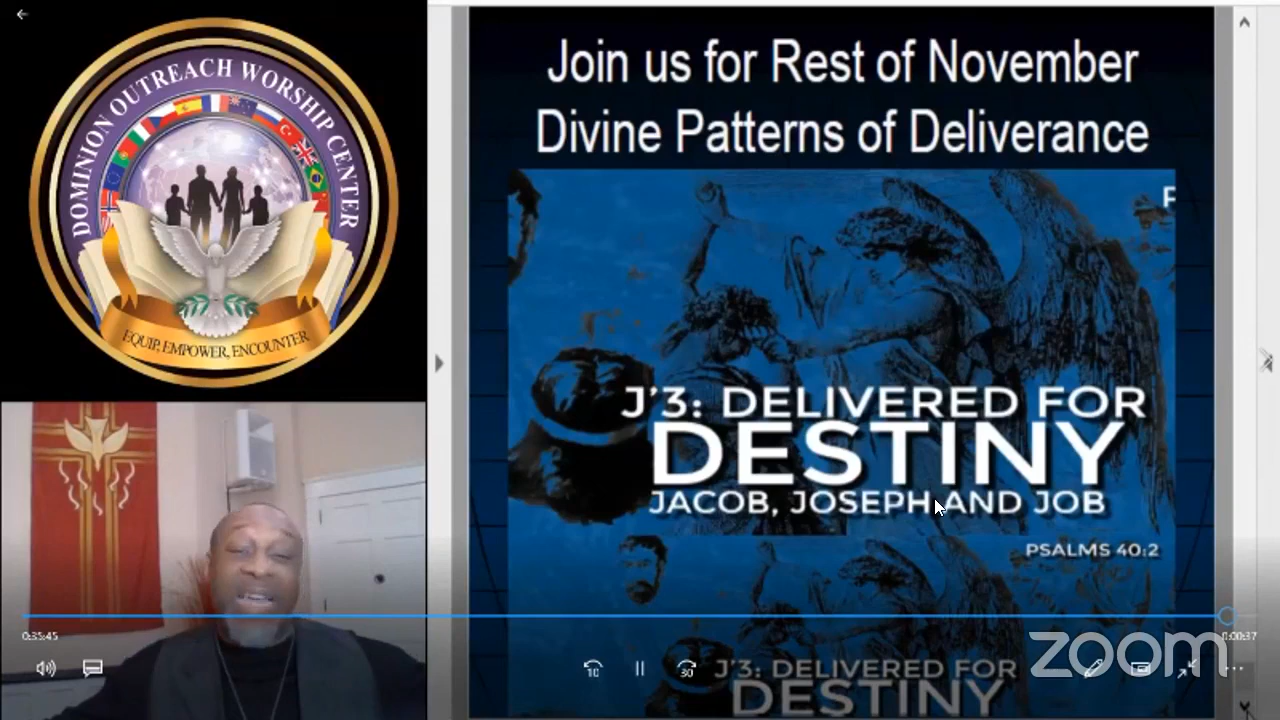 DOMINION OUTREACH WORSHIP CENTER
EQUIP, EMPOWER, ENCOUNTER
Join us for Rest of November
Divine Patterns of Deliverance
P
J'3: DELIVERED FOR
DESTINY
JACOB, JOSEPH AND JOB
PSALMS 40:2
J'3: DELIVERED FOR
DESTINY
0:35:45
0:00:37
10
30
zoom